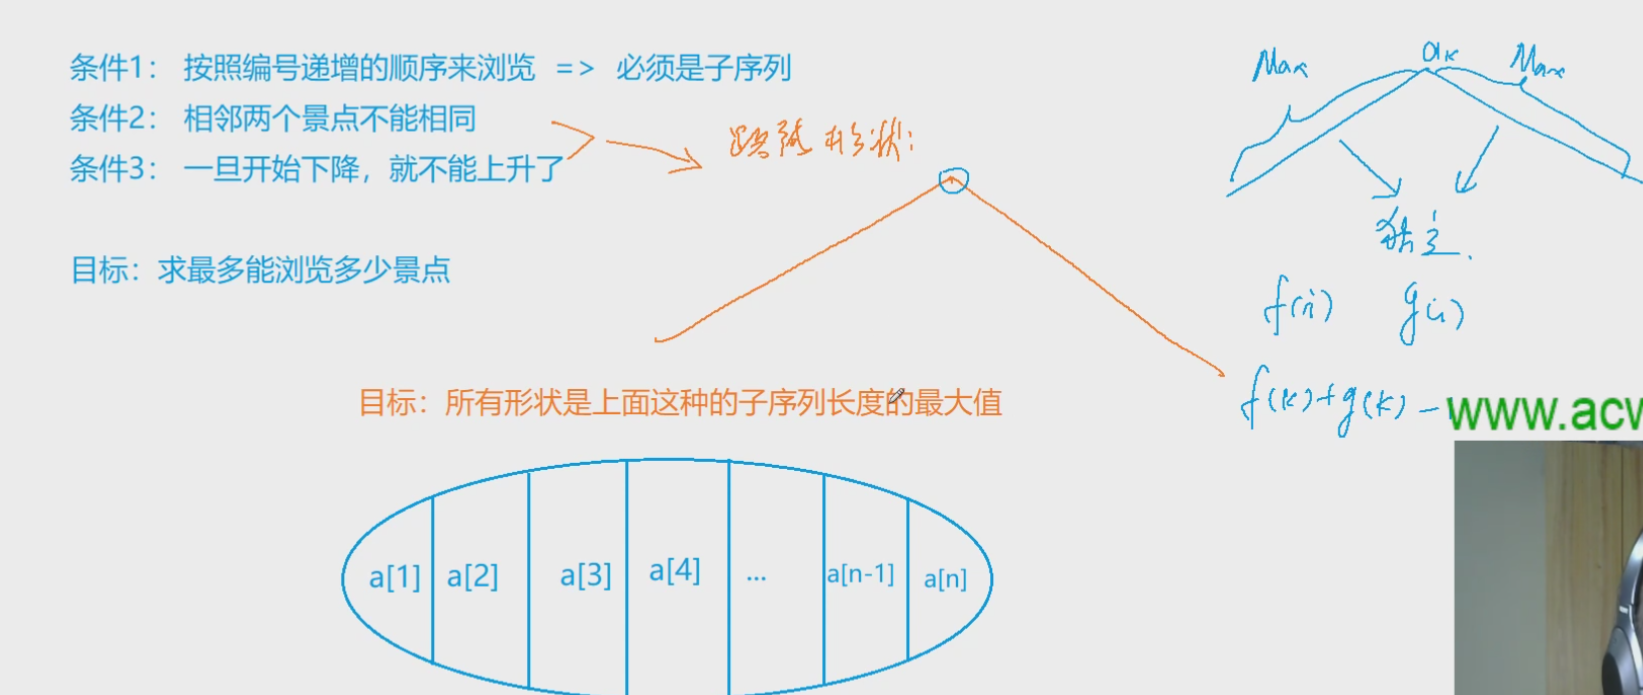 条件1： 按照编号递增的顺序来浏览 => 必须是子序列
条件2： 相邻两个景点不能相同
条件3： 一旦开始下降，就不能上升了
形状:
目标：求最多能浏览多少景点
目标：所有形状是上面这种的子序列长度的最大值
Max ak Max
独立.
f(i) g(i)
f(k)+g(k)-
www.acw
a[1] a[2] a[3] a[4] ... a[n-1] a[n]